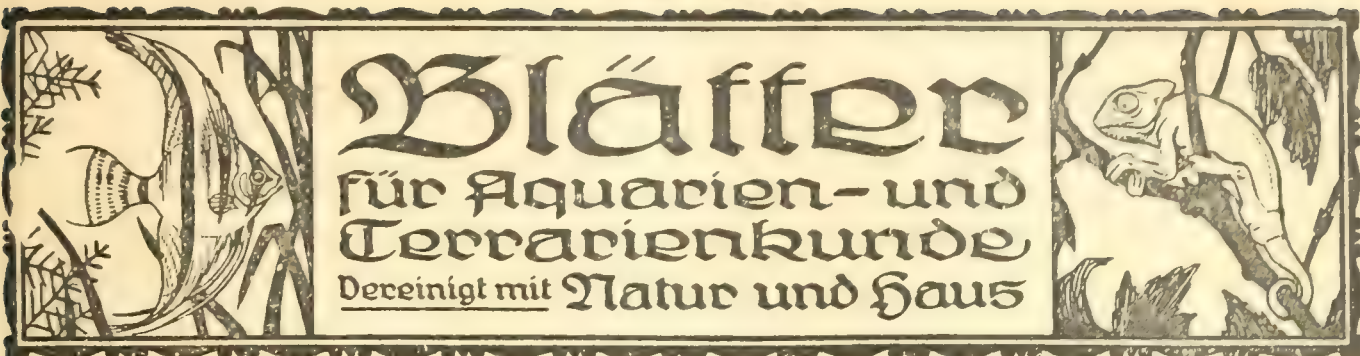 Blätter
für Aquarien- und
Terrarienkunde
Vereinigt mit Natur und Haus